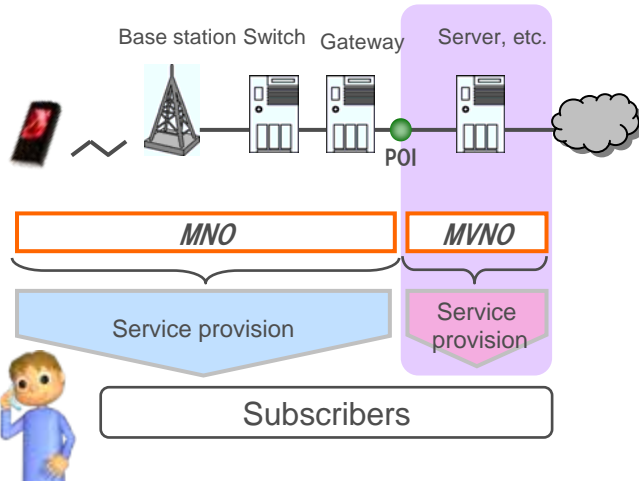 Base station Switch Gateway Server, etc.
POI
MNO MVNO
Service provision
Service
provision
Subscribers